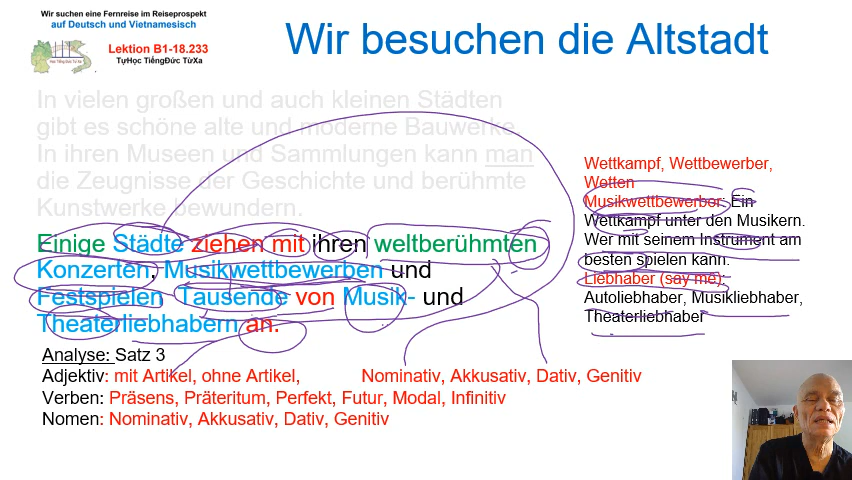 Wir suchen eine Fernreise im Reiseprospekt
auf Deutsch und Vietnamesisch
Lektion B1-18.233
TựHọc TiếngĐức TừXa
Wir besuchen die Altstadt
In vielen großen und auch kleinen Städten
gibt es schöne alte und moderne Bauwerke.
In ihren Museen und Sammlungen kann man
die Zeugnisse der Geschichte und berühmte
Kunstwerke bewundern.
Einige Städte ziehen mit ihren weltberühmten
Konzerten, Musikwettbewerben und
Festspielen Tausende von Musik- und
Theaterliebhabern an.
Wettkampf, Wettbewerber,
Wetten
Musikwettbewerber: Ein
Wettkampf unter den Musikern.
Wer mit seinem Instrument am
besten spielen kann.
Liebhaber (say mê):
Autoliebhaber, Musikliebhaber,
Theaterliebhaber
Analyse: Satz 3
Adjektiv: mit Artikel, ohne Artikel, Nominativ, Akkusativ, Dativ, Genitiv
Verben: Präsens, Präteritum, Perfekt, Futur, Modal, Infinitiv
Nomen: Nominativ, Akkusativ, Dativ, Genitiv